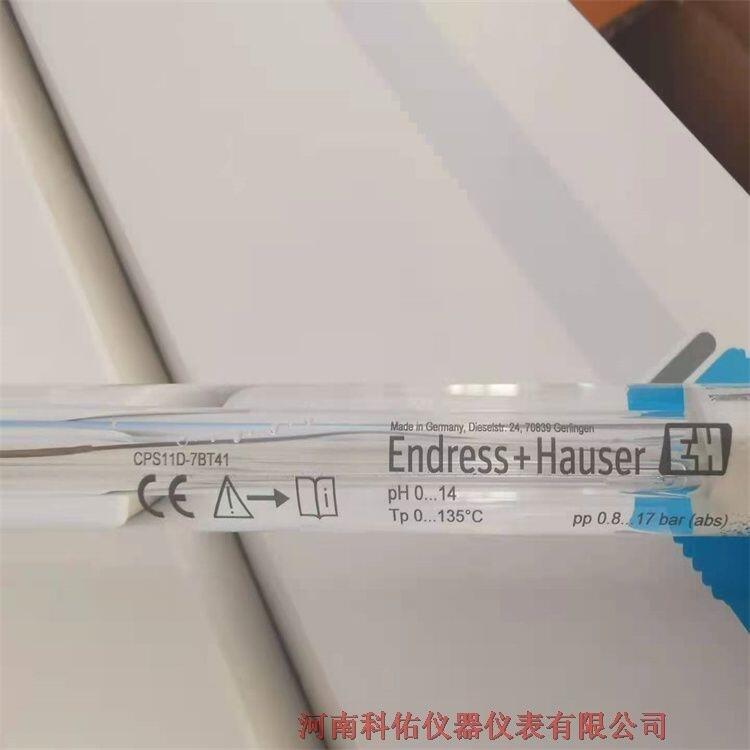 Made in Germany, Dieselstr. 24, 70839 Gerlingen
Endress+Hauser EH
CPS11D-7BT41
pH 0...14
CE
Tp 0...135°C
pp 0.8...17 bar (abs)
河南科佑仪器仪表有限公司